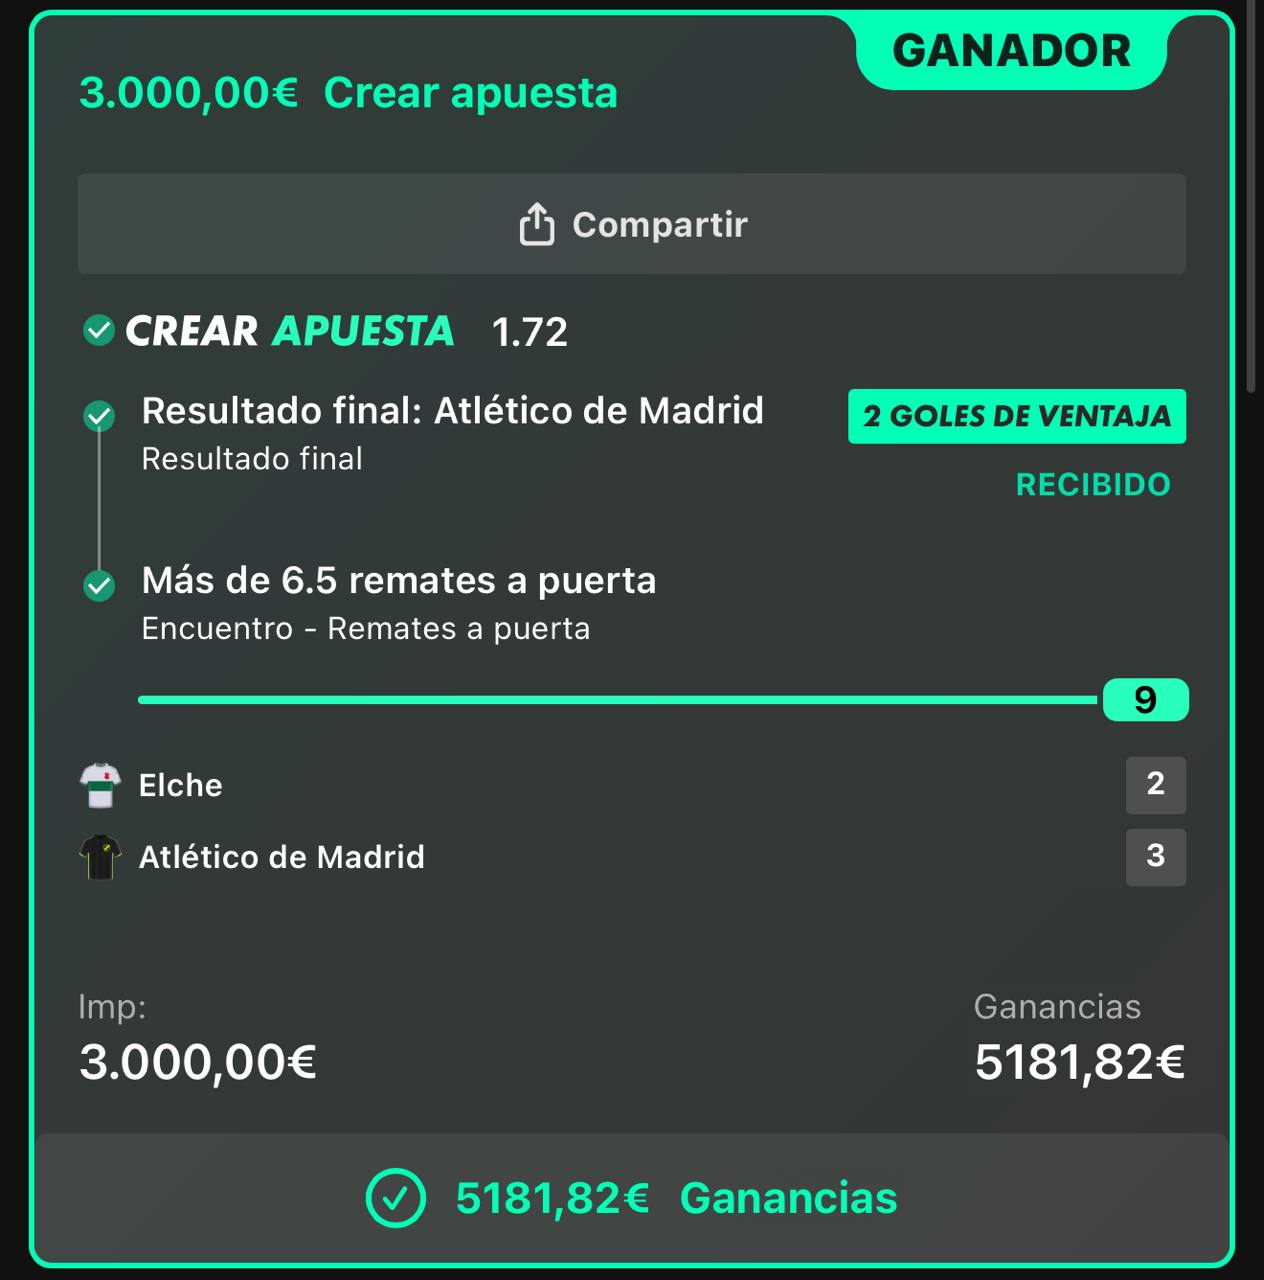 GANADOR
3.000,00€ Crear apuesta
Compartir
CREAR APUESTA 1.72
Resultado final: Atlético de Madrid
2 GOLES DE VENTAJA
Resultado final
RECIBIDO
Más de 6.5 remates a puerta
Encuentro - Remates a puerta
9
Elche 2
Atlético de Madrid 3
Imp: Ganancias
3.000,00€ 5181,82€
5181,82€ Ganancias